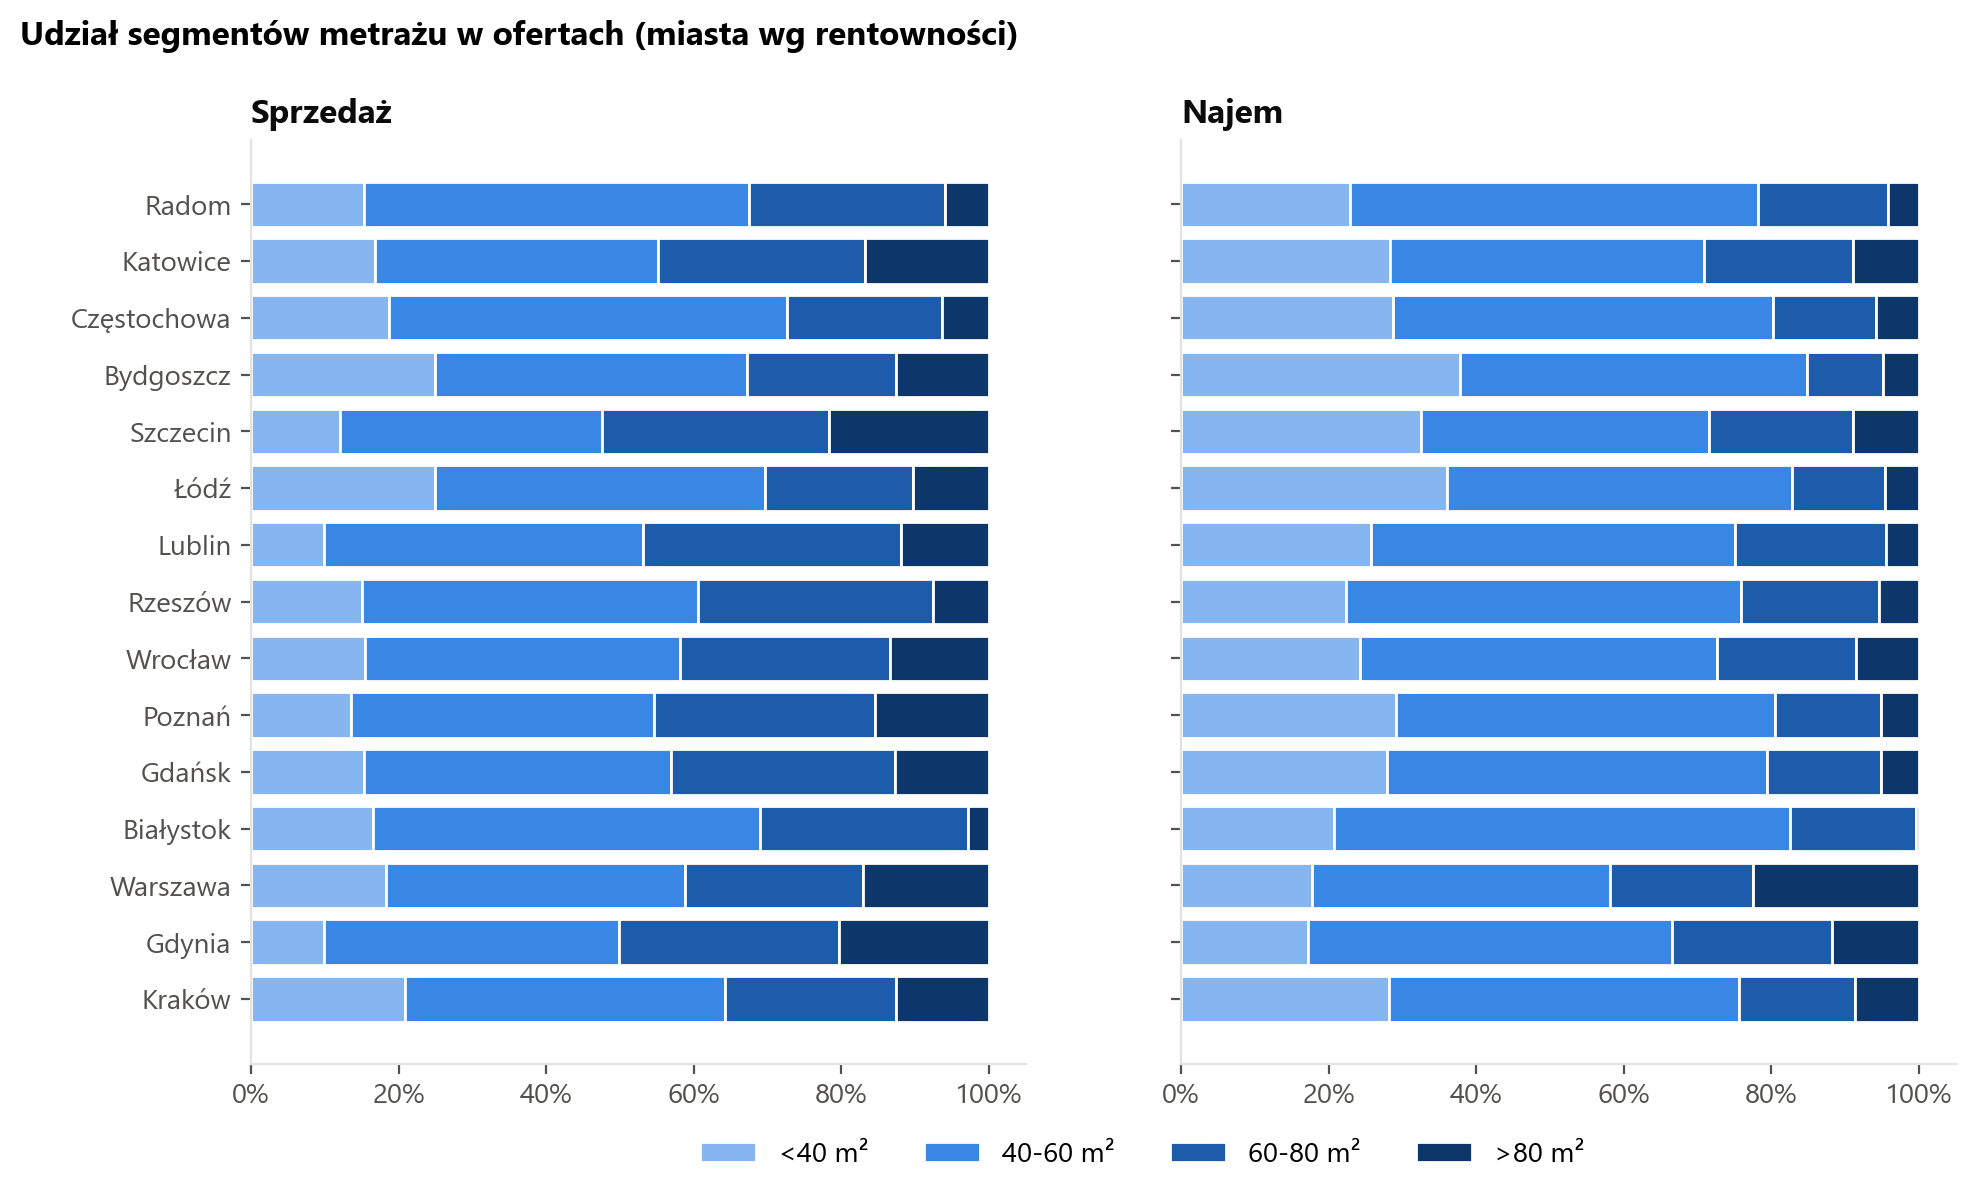 Udział segmentów metrażu w ofertach (miasta wg rentowności)
Sprzedaż
Najem
Radom
Katowice
Częstochowa
Bydgoszcz
Szczecin
Łódź
Lublin
Rzeszów
Wrocław
Poznań
Gdańsk
Białystok
Warszawa
Gdynia
Kraków
0% 20% 40% 60% 80% 100%
0% 20% 40% 60% 80% 100%
<40 m² 40-60 m² 60-80 m² >80 m²